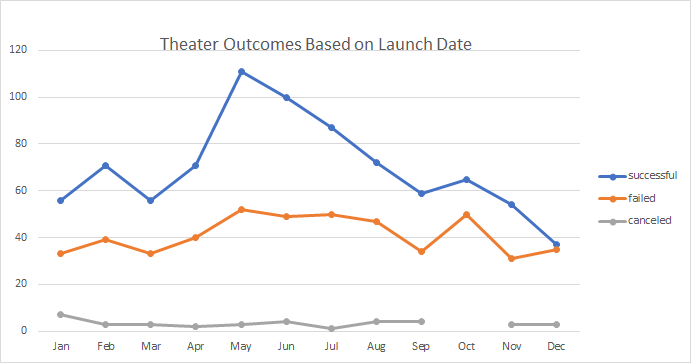 Theater Outcomes Based on Launch Date
120
100
80
60
40
20
0
Jan Feb Mar Apr May Jun Jul Aug Sep Oct Nov Dec
successful
failed
canceled